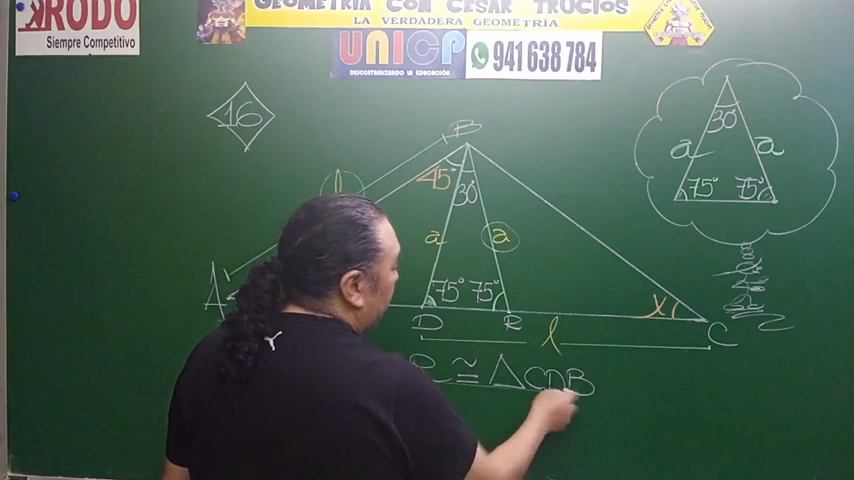 RODO
Siempre Competitivo
GEOMETRIA CON CESAR TRUCIOS
LA VERDADERA GEOMETRIA
UNICP
DESCENTRALIZANDO LA EDUCACIÓN
941 638 784
16
B
45°
30°
a
a
75°
75°
A
D
R
C
x
l
≅ △CDB
30°
a
a
75°
75°